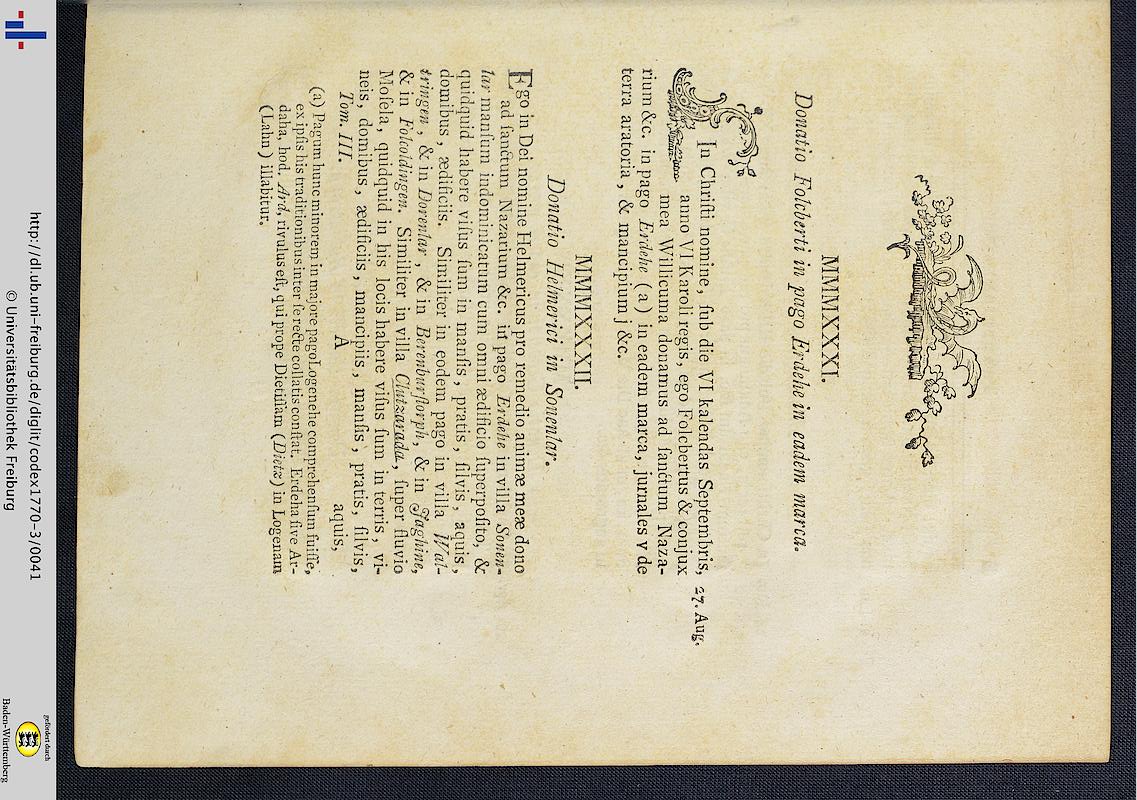 MMMXXXI.
Donatio Folcberti in pago Erdehe in eadem marca.
In Chriſti nomine, ſub die VI kalendas Septembris, 27. Aug.
anno VI Karoli regis, ego Folcbertus & conjux
mea Willicuma donamus ad ſanctum Naza-
rium &c. in pago Erdehe (a) in eadem marca, jurnales v de
terra aratoria, & mancipium j &c.
MMMXXXII.
Donatio Helmerici in Sonenlar.
Ego in Dei nomine Helmericus pro remedio animæ meæ dono
ad ſanctum Nazarium &c. in pago Erdehe in villa Sonen-
lar manſum indominicatum cum omni ædificio ſuperpoſito, &
quidquid habere viſus ſum in manſis, pratis, ſilvis, aquis,
domibus, ædificiis. Similiter in eodem pago in villa Wal-
tringen, & in Dorenlar, & in Berenburſtorph, & in Jaghine,
& in Folcoldingen. Similiter in villa Clutzarada, ſuper fluvio
Moſela, quidquid in his locis habere viſus ſum in terris, vi-
neis, domibus, ædificiis, mancipiis, manſis, pratis, ſilvis,
Tom. III. A aquis,
(a) Pagum hunc minorem in majore pago Logenehe comprehenſum fuiſſe,
ex ipſis his traditionibus inter ſe recte collatis conſtat. Erdeha ſive Ar-
daha, hod. Ard, rivulus eſt, qui prope Dietiſſam (Dietz) in Logenam
(Lahn) illabitur.
http://dl.ub.uni-freiburg.de/diglit/codex1770-3/0041
© Universitätsbibliothek Freiburg
gefördert durch
Baden-Württemberg